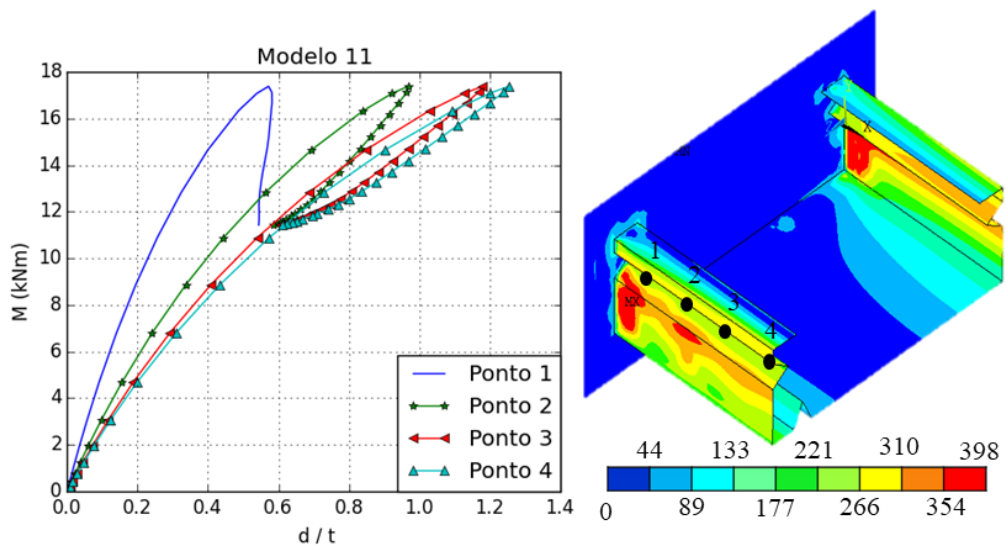 Modelo 11
M (kNm)
18
16
14
12
10
8
6
4
2
0
0.0 0.2 0.4 0.6 0.8 1.0 1.2 1.4
d / t
Ponto 1
Ponto 2
Ponto 3
Ponto 4
Y
X
MX
1
2
3
4
44 133 221 310 398
0 89 177 266 354